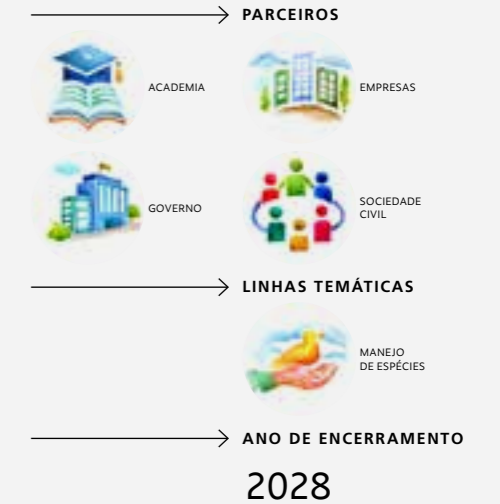 PARCEIROS
ACADEMIA
EMPRESAS
GOVERNO
SOCIEDADE
CIVIL
LINHAS TEMÁTICAS
MANEJO
DE ESPÉCIES
ANO DE ENCERRAMENTO
2028